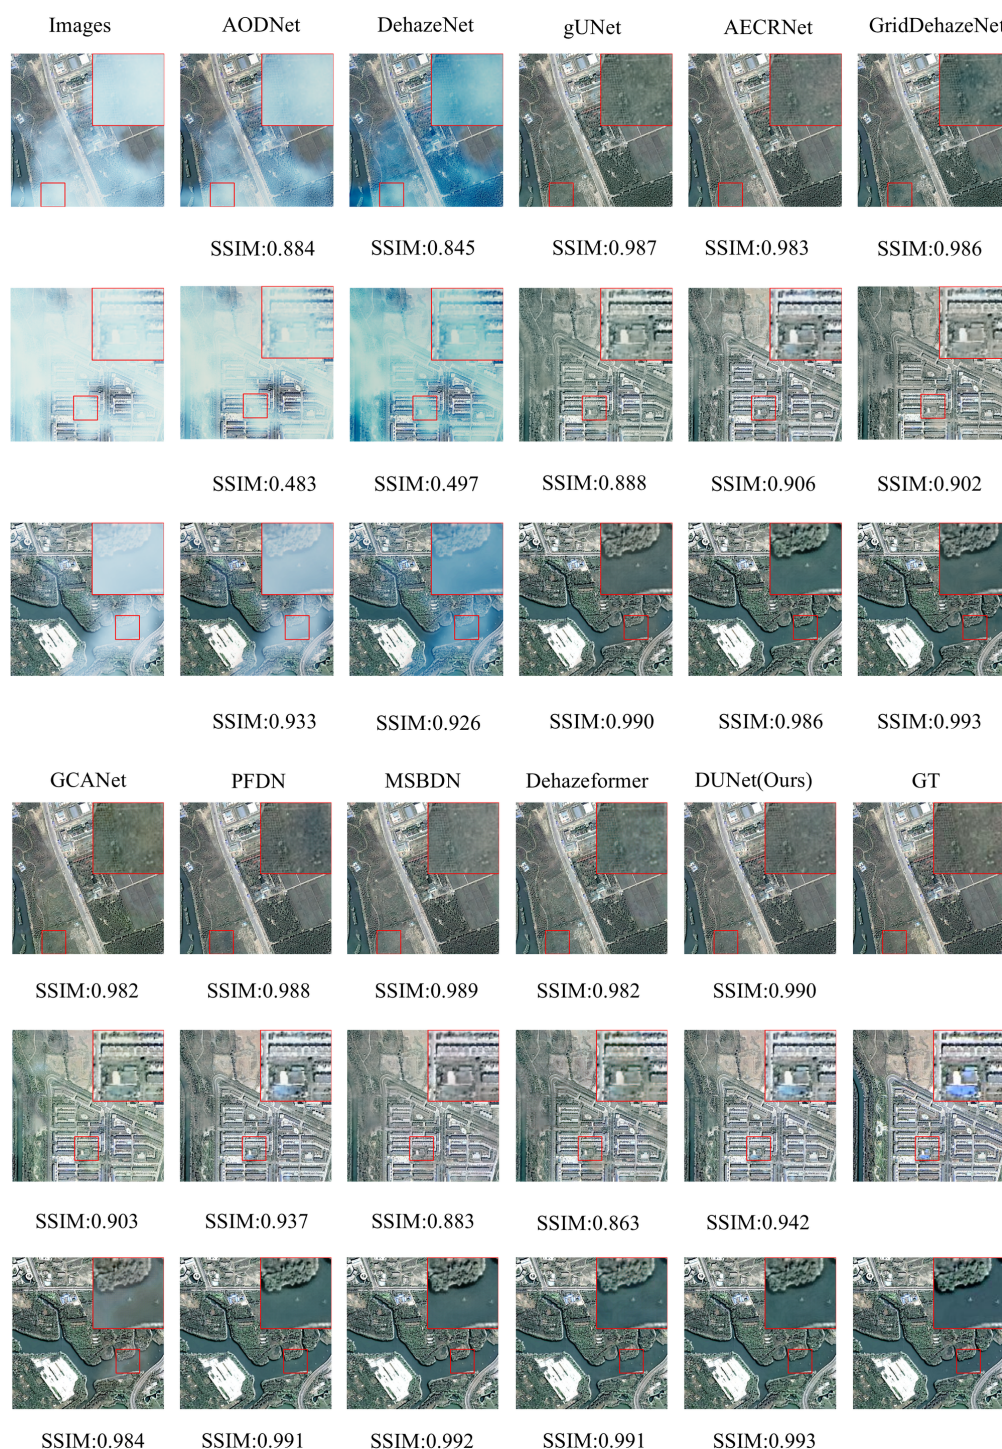 Images AODNet DehazeNet gUNet AECRNet GridDehazeNet
SSIM:0.884 SSIM:0.845 SSIM:0.987 SSIM:0.983 SSIM:0.986
SSIM:0.483 SSIM:0.497 SSIM:0.888 SSIM:0.906 SSIM:0.902
SSIM:0.933 SSIM:0.926 SSIM:0.990 SSIM:0.986 SSIM:0.993
GCANet PFDN MSBDN Dehazeformer DUNet(Ours) GT
SSIM:0.982 SSIM:0.988 SSIM:0.989 SSIM:0.982 SSIM:0.990
SSIM:0.903 SSIM:0.937 SSIM:0.883 SSIM:0.863 SSIM:0.942
SSIM:0.984 SSIM:0.991 SSIM:0.992 SSIM:0.991 SSIM:0.993